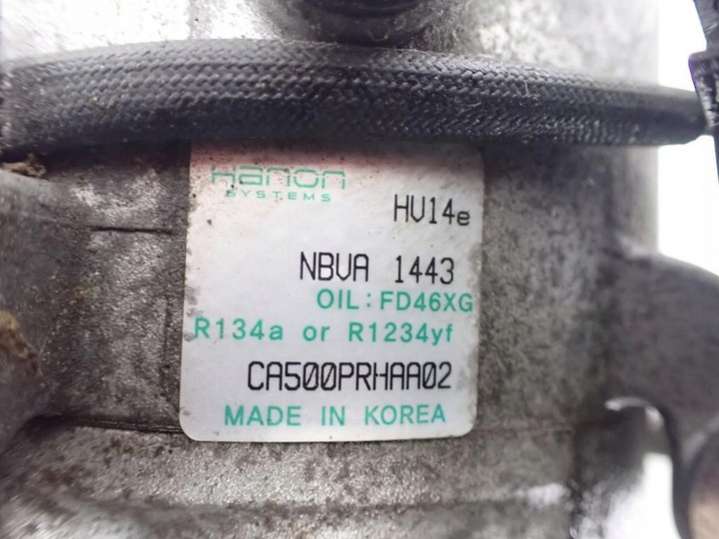 Hanon
SYSTEMS
HV14e
NBVA 1443
OIL: FD46XG
R134a or R1234yf
CA500PRHAA02
MADE IN KOREA